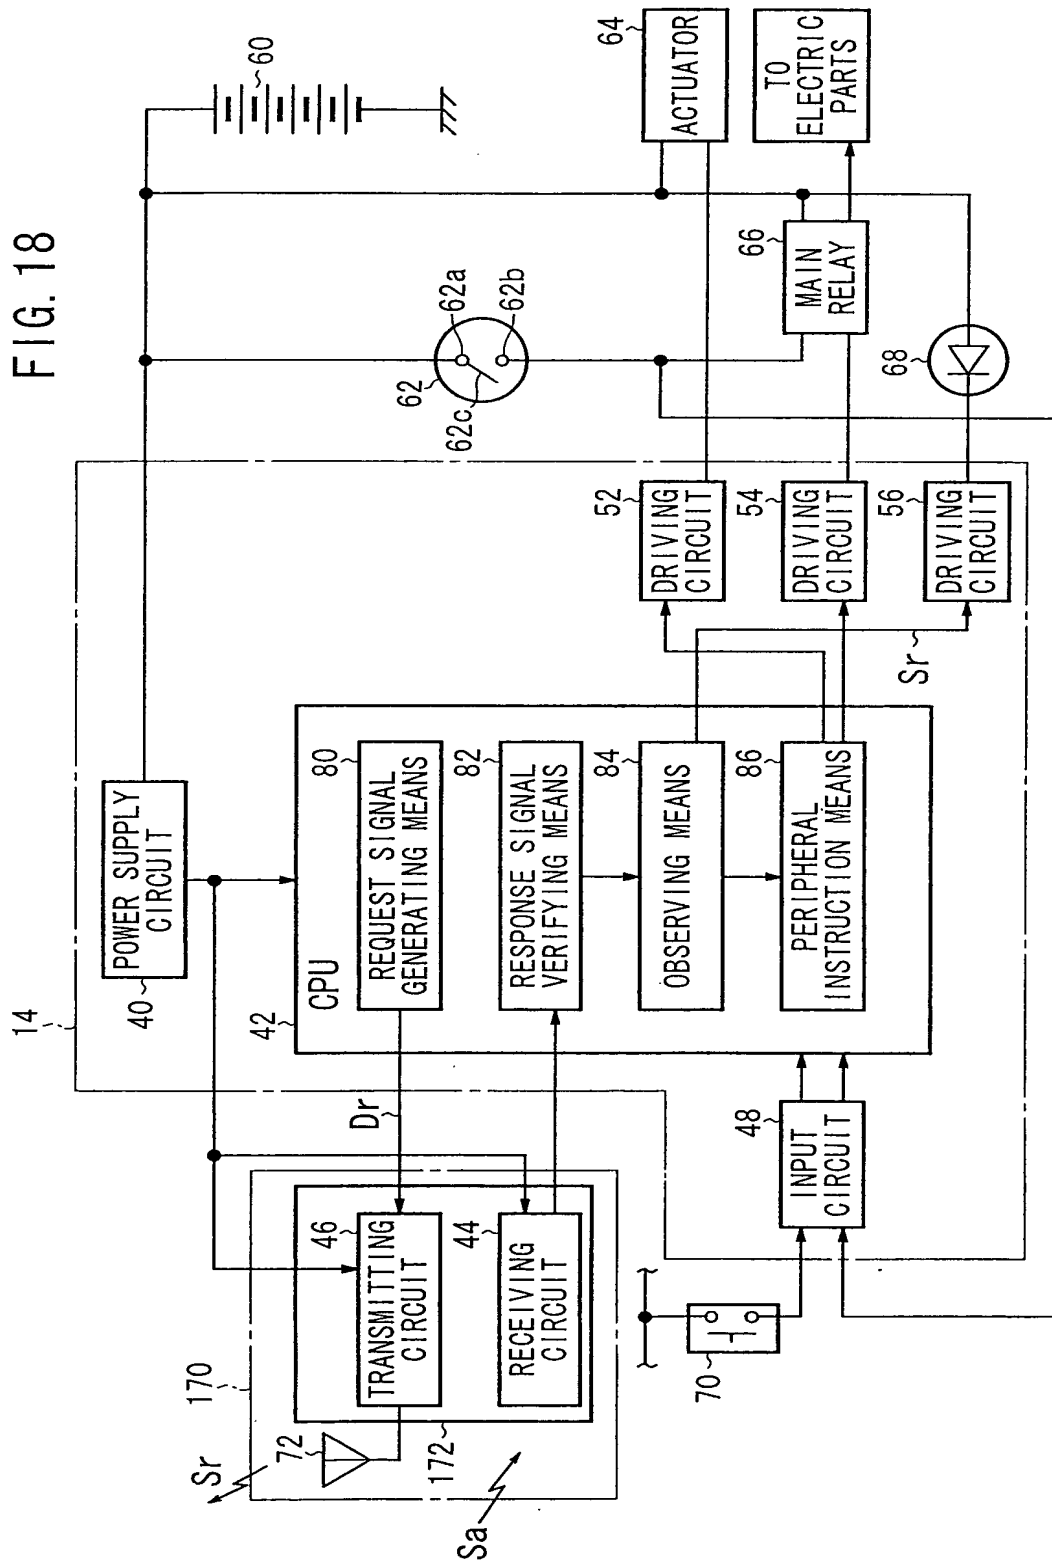 FIG. 18
14
40
POWER SUPPLY
CIRCUIT
60
62
62a
62b
62c
64
ACTUATOR
TO
ELECTRIC
PARTS
66
MAIN
RELAY
68
52
DRIVING
CIRCUIT
54
DRIVING
CIRCUIT
56
DRIVING
CIRCUIT
Sr
42
CPU
80
REQUEST SIGNAL
GENERATING MEANS
82
RESPONSE SIGNAL
VERIFYING MEANS
84
OBSERVING MEANS
86
PERIPHERAL
INSTRUCTION MEANS
Dr
170
46
TRANSMITTING
CIRCUIT
44
RECEIVING
CIRCUIT
172
72
Sr
Sa
48
INPUT
CIRCUIT
70